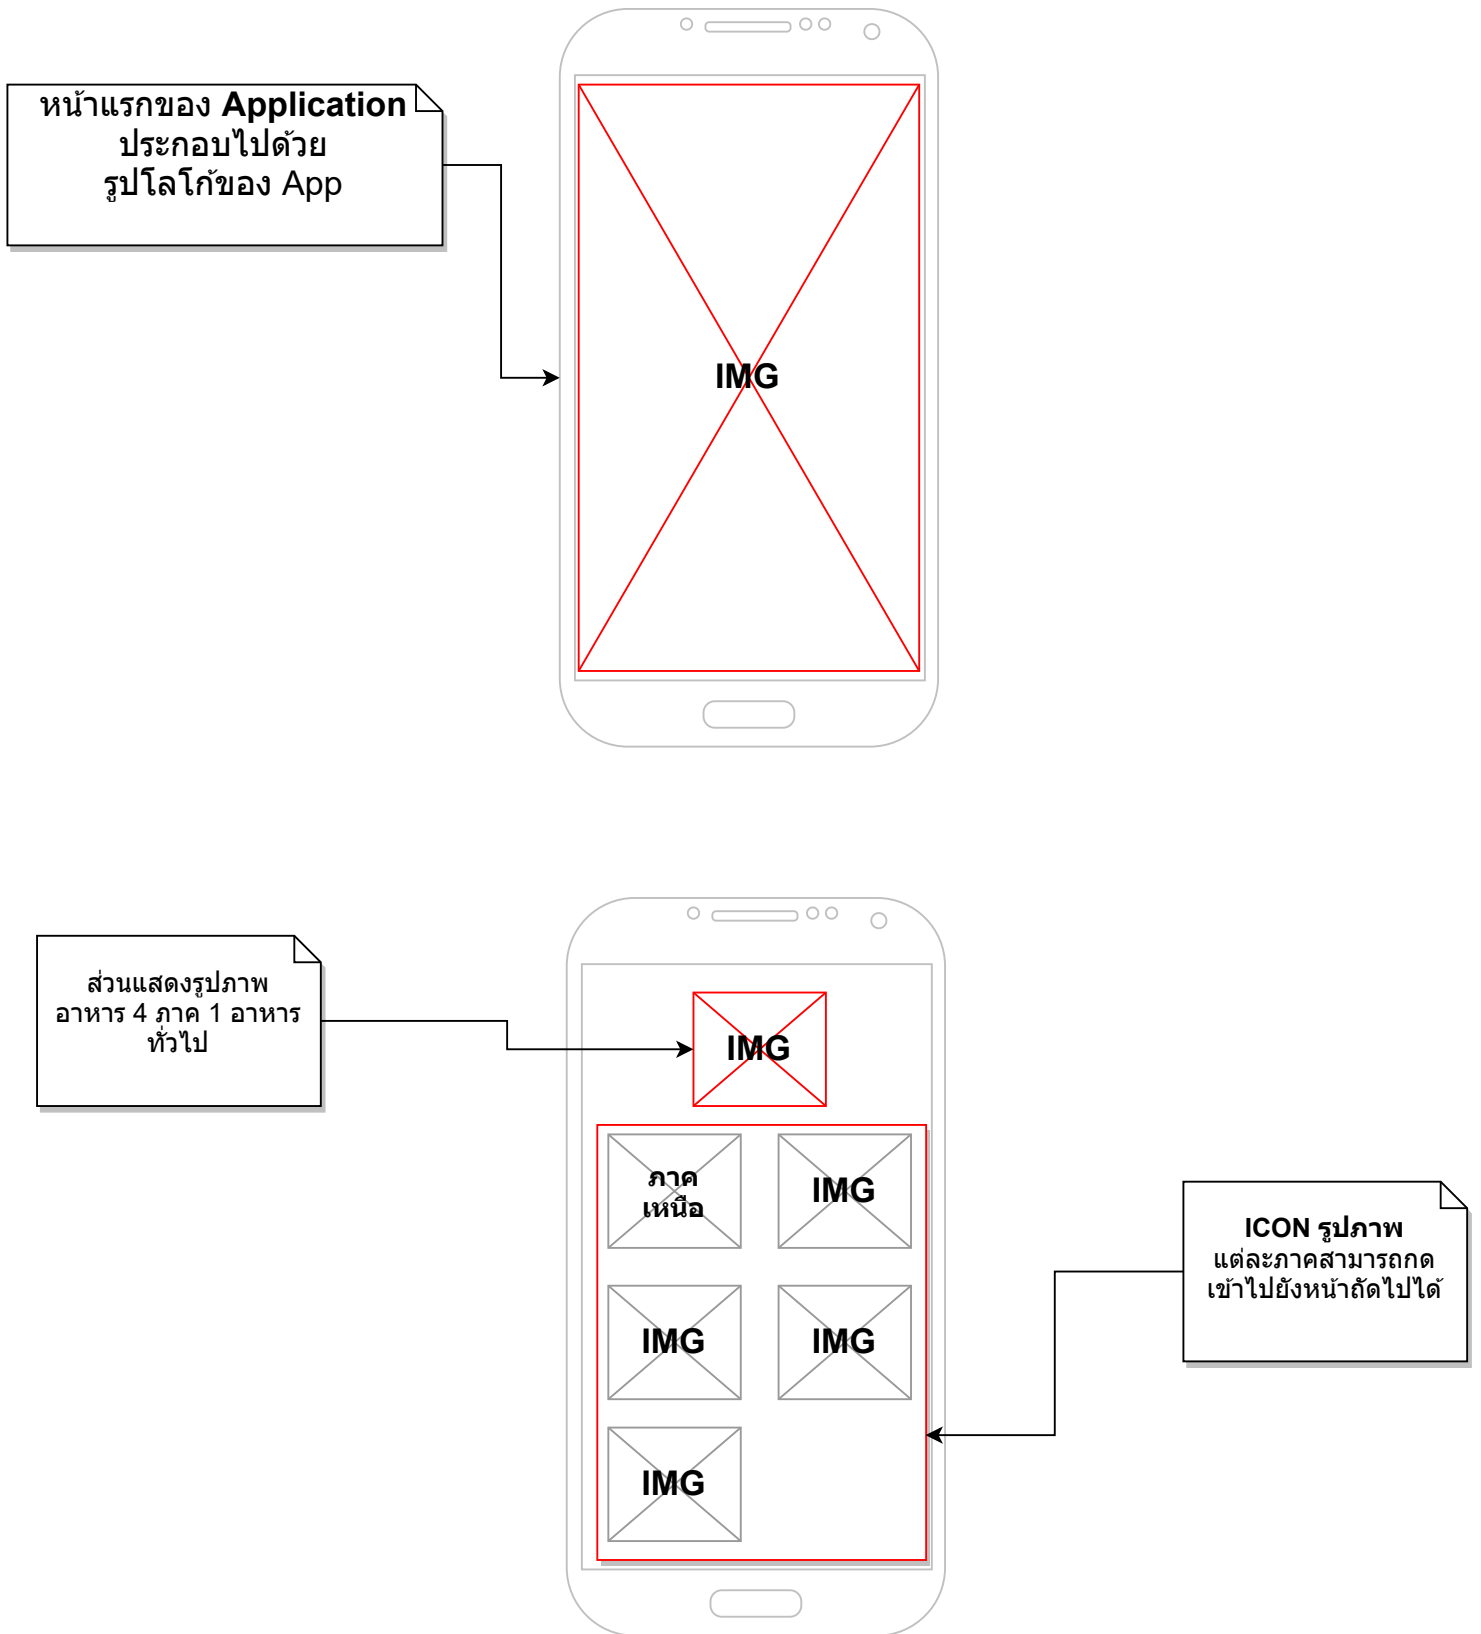 หน้าแรกของ Application
ประกอบไปด้วย
รูปโลโก้ของ App
IMG
ส่วนแสดงรูปภาพ
อาหาร 4 ภาค 1 อาหาร
ทั่วไป
IMG
ภาค
เหนือ
IMG
IMG
IMG
IMG
ICON รูปภาพ
แต่ละภาคสามารถกด
เข้าไปยังหน้าถัดไปได้